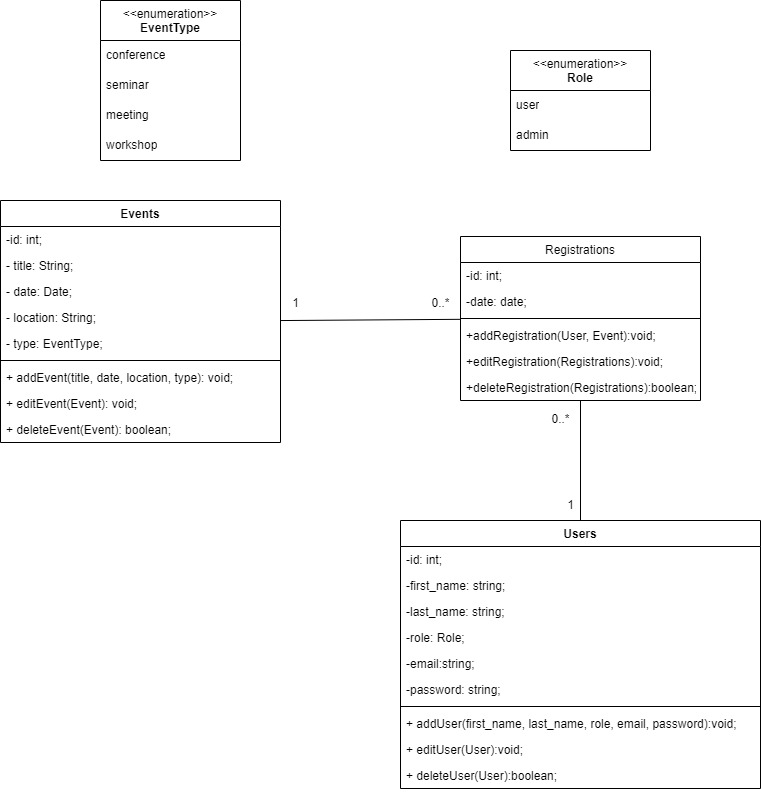 <<enumeration>>
EventType
conference
seminar
meeting
workshop
<<enumeration>>
Role
user
admin
Events
-id: int;
- title: String;
- date: Date;
- location: String;
- type: EventType;
+ addEvent(title, date, location, type): void;
+ editEvent(Event): void;
+ deleteEvent(Event): boolean;
1
0..*
Registrations
-id: int;
-date: date;
+addRegistration(User, Event):void;
+editRegistration(Registrations):void;
+deleteRegistration(Registrations):boolean;
0..*
1
Users
-id: int;
-first_name: string;
-last_name: string;
-role: Role;
-email:string;
-password: string;
+ addUser(first_name, last_name, role, email, password):void;
+ editUser(User):void;
+ deleteUser(User):boolean;